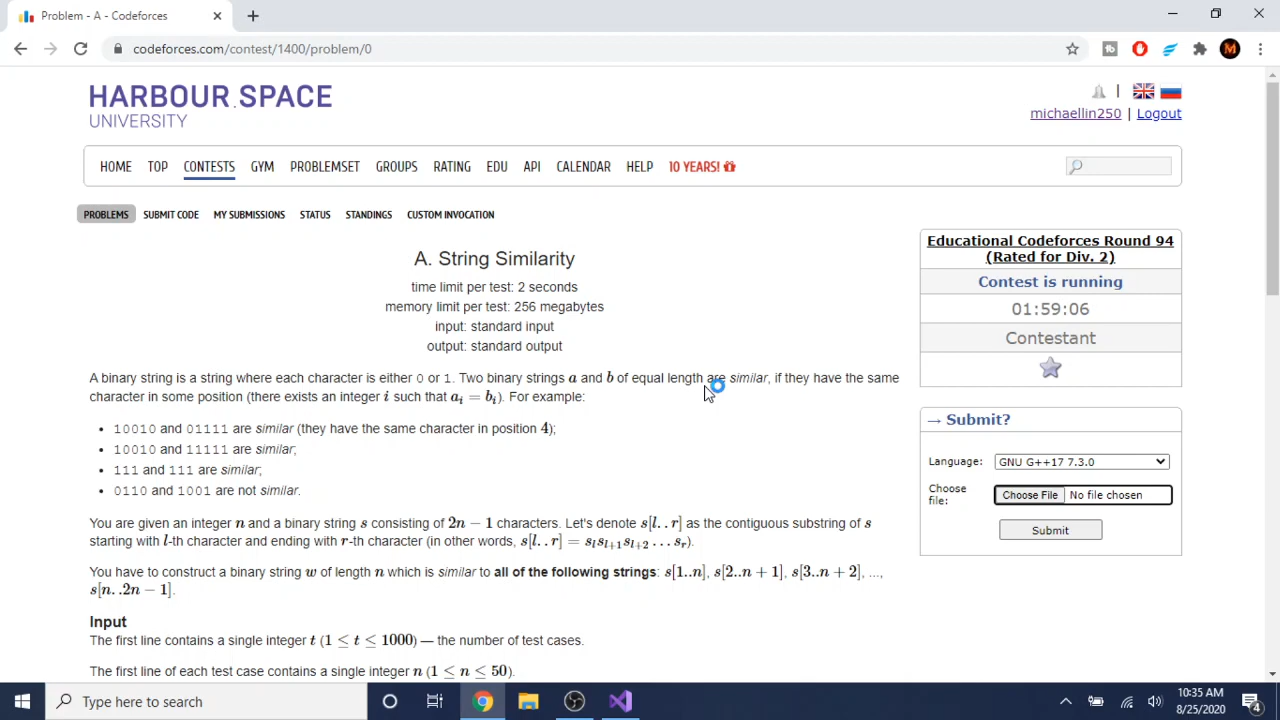 Problem - A - Codeforces
codeforces.com/contest/1400/problem/0
M
HARBOUR.SPACE
UNIVERSITY
michaellin250 | Logout
HOME TOP CONTESTS GYM PROBLEMSET GROUPS RATING EDU API CALENDAR HELP 10 YEARS!
PROBLEMS SUBMIT CODE MY SUBMISSIONS STATUS STANDINGS CUSTOM INVOCATION
A. String Similarity
time limit per test: 2 seconds
memory limit per test: 256 megabytes
input: standard input
output: standard output
A binary string is a string where each character is either 0 or 1. Two binary strings a and b of equal length are similar, if they have the same
character in some position (there exists an integer i such that a_i = b_i). For example:
• 10010 and 01111 are similar (they have the same character in position 4);
• 10010 and 11111 are similar;
• 111 and 111 are similar;
• 0110 and 1001 are not similar.
You are given an integer n and a binary string s consisting of 2n − 1 characters. Let's denote s[l..r] as the contiguous substring of s
starting with l-th character and ending with r-th character (in other words, s[l..r] = s_l s_{l+1} s_{l+2} … s_r).
You have to construct a binary string w of length n which is similar to all of the following strings: s[1..n], s[2..n + 1], s[3..n + 2], ...,
s[n..2n − 1].
Input
The first line contains a single integer t (1 ≤ t ≤ 1000) — the number of test cases.
The first line of each test case contains a single integer n (1 ≤ n ≤ 50).
Educational Codeforces Round 94
(Rated for Div. 2)
Contest is running
01:59:06
Contestant
→ Submit?
Language: GNU G++17 7.3.0
Choose
file: Choose File No file chosen
Submit
Type here to search
10:35 AM
8/25/2020
4